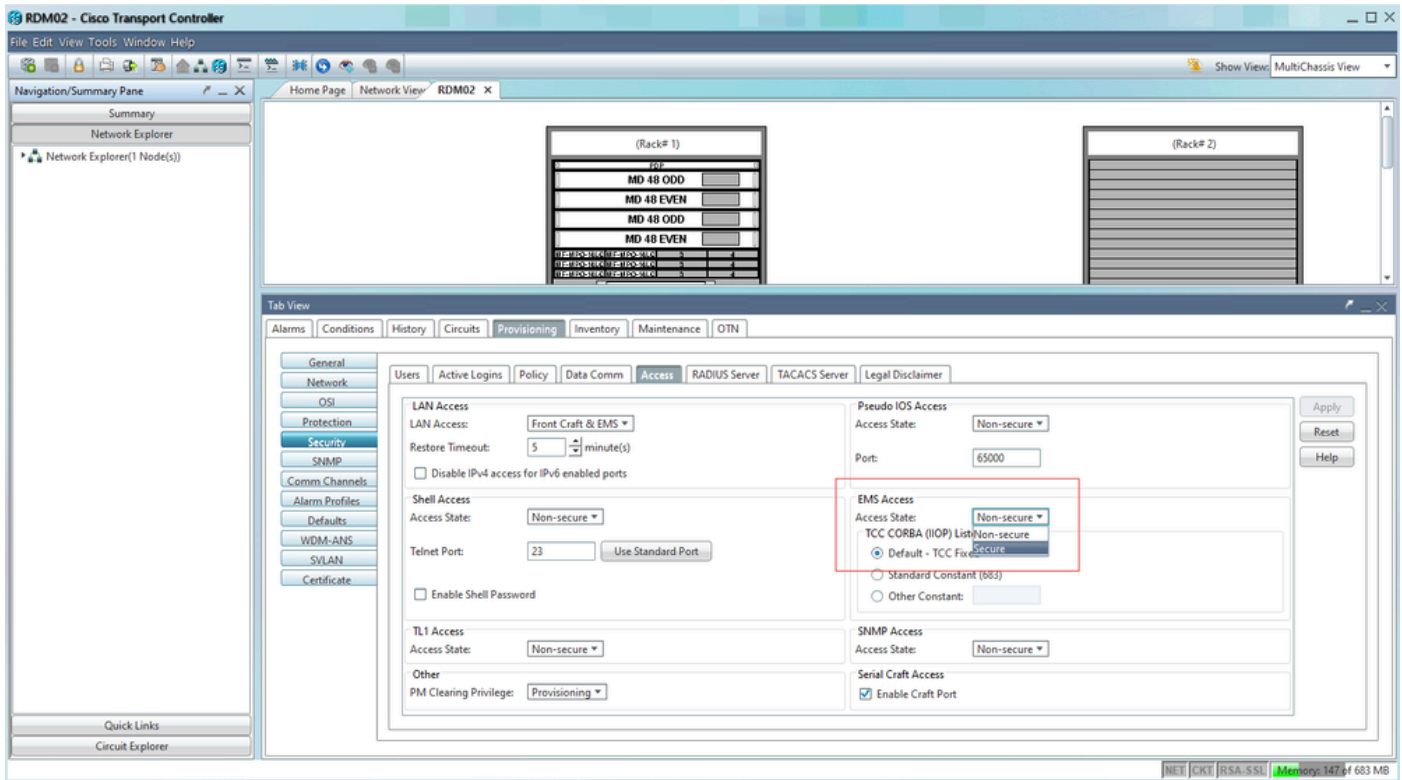 RDM02 - Cisco Transport Controller
File Edit View Tools Window Help
Show View: MultiChassis View
Navigation/Summary Pane
Summary
Network Explorer
Network Explorer(1 Node(s))
Quick Links
Circuit Explorer
Home Page Network View RDM02
(Rack# 1)
PDP
MD 48 ODD
MD 48 EVEN
MD 48 ODD
MD 48 EVEN
(Rack# 2)
Tab View
Alarms Conditions History Circuits Provisioning Inventory Maintenance OTN
General
Network
OSI
Protection
Security
SNMP
Comm Channels
Alarm Profiles
Defaults
WDM-ANS
SVLAN
Certificate
Users Active Logins Policy Data Comm Access RADIUS Server TACACS Server Legal Disclaimer
LAN Access
LAN Access: Front Craft & EMS
Restore Timeout: 5 minute(s)
Disable IPv4 access for IPv6 enabled ports
Shell Access
Access State: Non-secure
Telnet Port: 23 Use Standard Port
Enable Shell Password
TL1 Access
Access State: Non-secure
Other
PM Clearing Privilege: Provisioning
Pseudo IOS Access
Access State: Non-secure
Port: 65000
EMS Access
Access State: Non-secure
Non-secure
Secure
TCC CORBA (IIOP) List
Default - TCC Fixe
Standard Constant (683)
Other Constant:
SNMP Access
Access State: Non-secure
Serial Craft Access
Enable Craft Port
Apply
Reset
Help
NET CKT RSA-SSL Memory: 147 of 683 MB